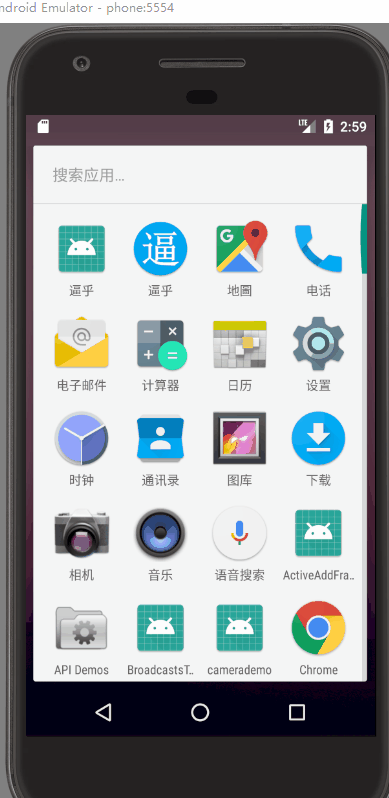 ndroid Emulator - phone:5554
LTE 2:59
搜索应用…
逼
G
逼乎 逼乎 地图 电话
@
电子邮件 计算器 日历 设置
时钟 通讯录 图库 下载
相机 音乐 语音搜索 ActiveAddFra..
API Demos BroadcastsT.. camerademo Chrome